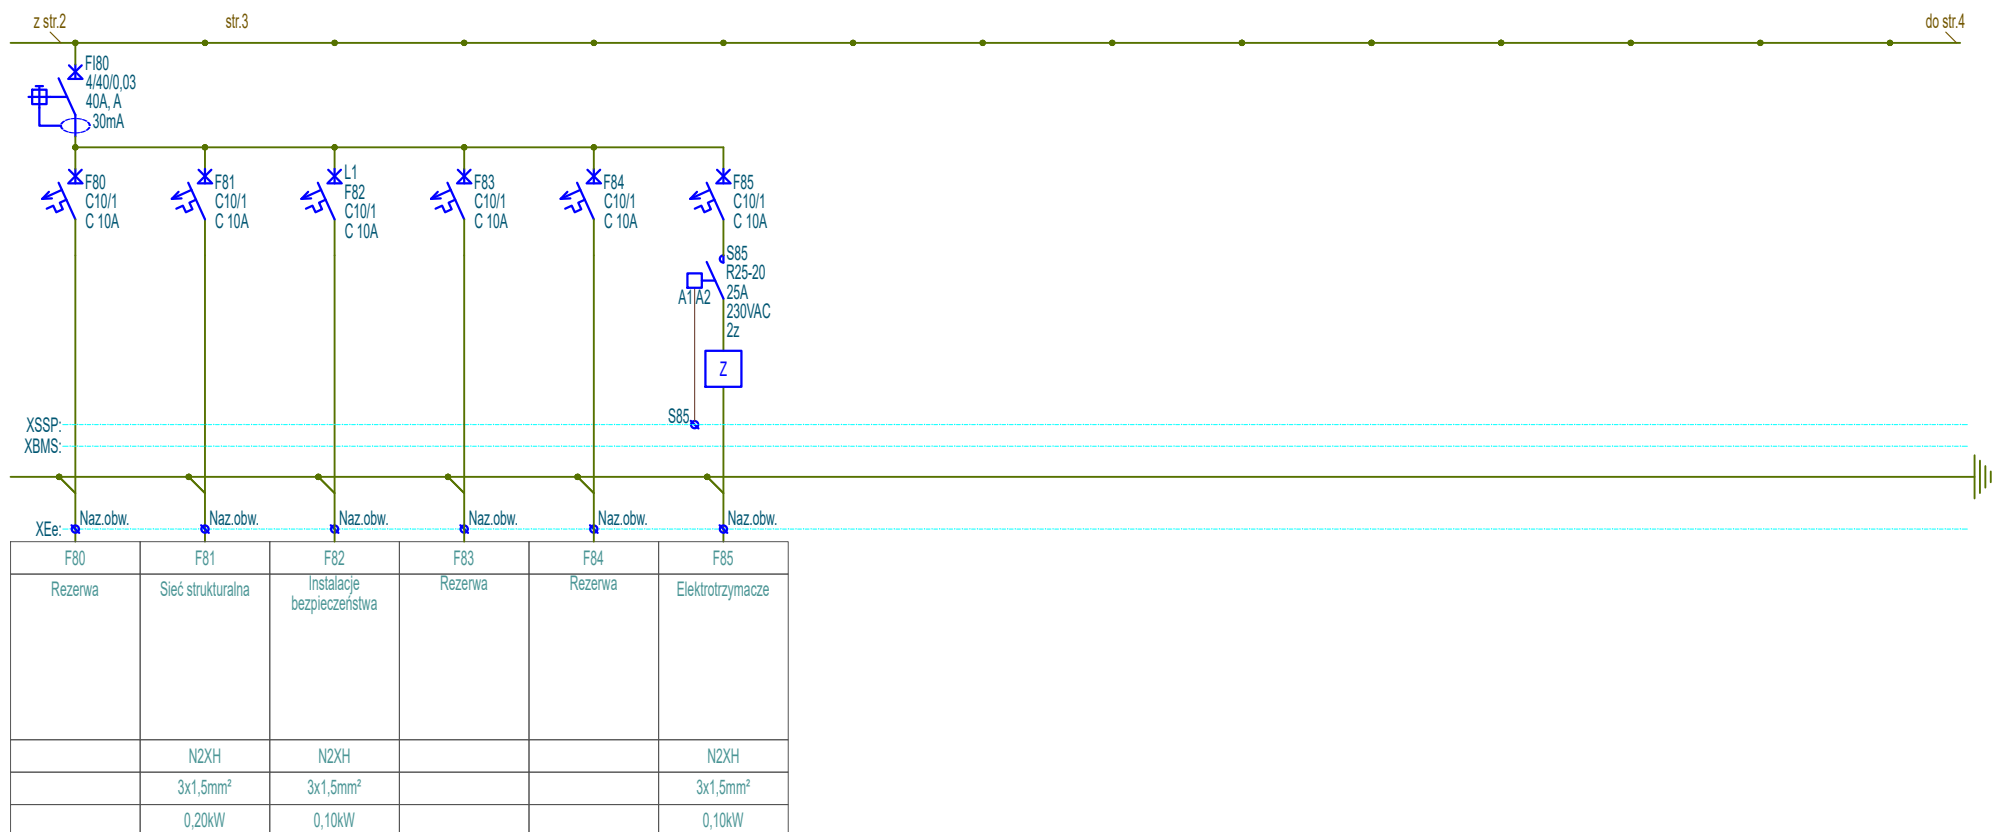 z str.2
str.3
do str.4
FI80
4/40/0,03
40A, A
30mA
F80
C10/1
C 10A
F81
C10/1
C 10A
L1
F82
C10/1
C 10A
F83
C10/1
C 10A
F84
C10/1
C 10A
F85
C10/1
C 10A
S85
R25-20
25A
230VAC
2z
A1 A2
Z
S85
XSSP:
XBMS:
XEe:
Naz.obw.
Naz.obw.
Naz.obw.
Naz.obw.
Naz.obw.
Naz.obw.
F80
F81
F82
F83
F84
F85
Rezerwa
Sieć strukturalna
Instalacje
bezpieczeństwa
Rezerwa
Rezerwa
Elektrotrzymacze
N2XH
N2XH
N2XH
3x1,5mm²
3x1,5mm²
3x1,5mm²
0,20kW
0,10kW
0,10kW